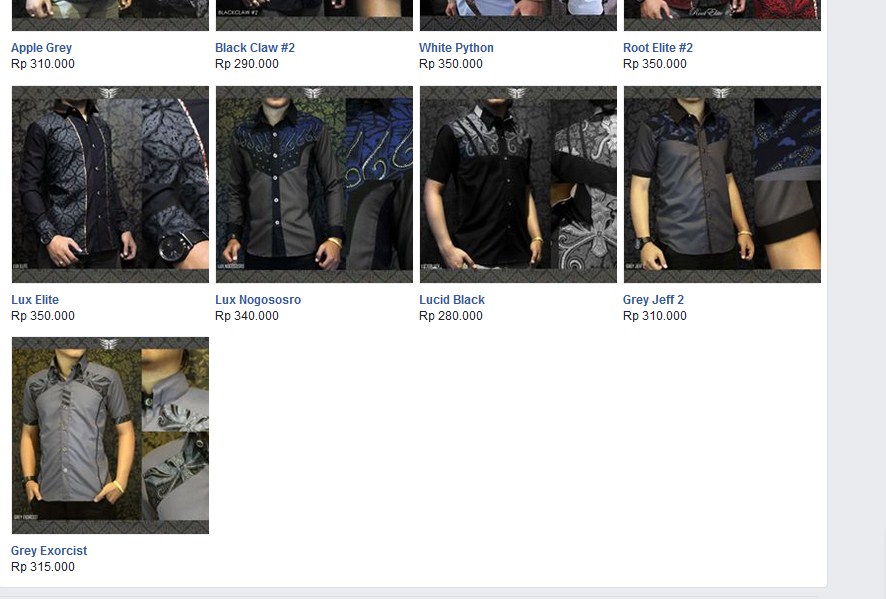 BLACKCLAW #2
Root Elite #2
Apple Grey
Rp 310.000
Black Claw #2
Rp 290.000
White Python
Rp 350.000
Root Elite #2
Rp 350.000
LUX ELITE
LUX NOGOSOSRO
GREY JEFF 2
Lux Elite
Rp 350.000
Lux Nogososro
Rp 340.000
Lucid Black
Rp 280.000
Grey Jeff 2
Rp 310.000
GREY EXORCIST
Grey Exorcist
Rp 315.000